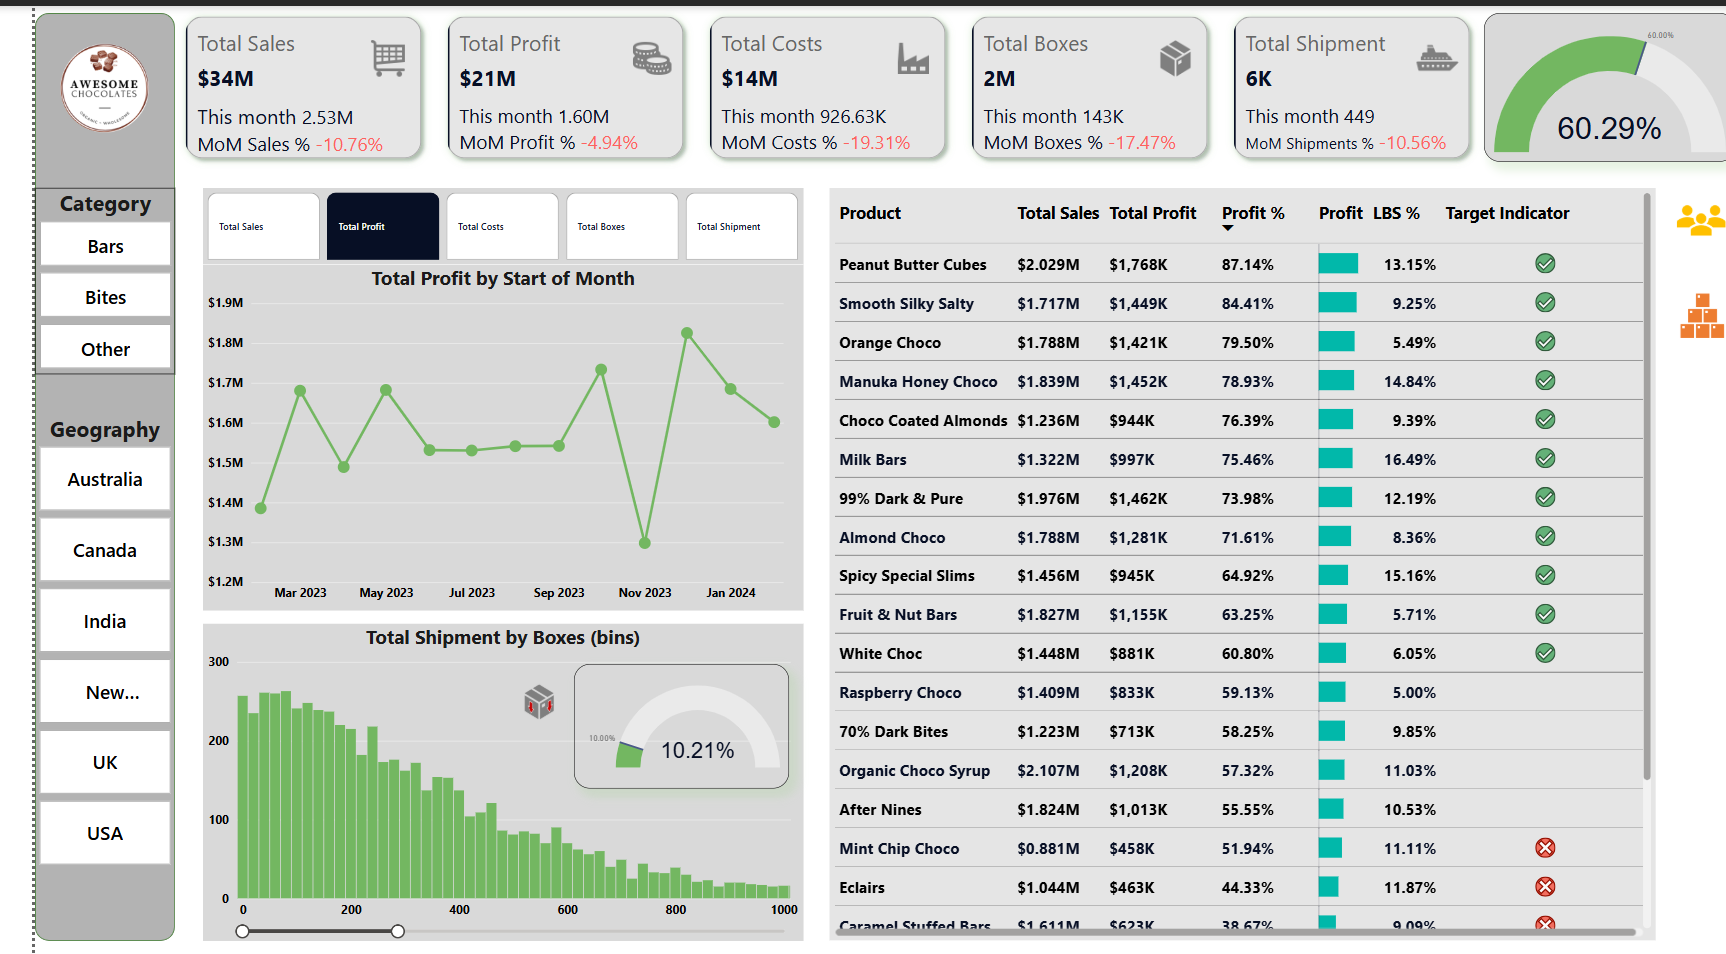 AWESOME
CHOCOLATES
ORGANIC • WHOLESOME
Total Sales
$34M
This month 2.53M
MoM Sales % -10.76%
Total Profit
$21M
This month 1.60M
MoM Profit % -4.94%
Total Costs
$14M
This month 926.63K
MoM Costs % -19.31%
Total Boxes
2M
This month 143K
MoM Boxes % -17.47%
Total Shipment
6K
This month 449
MoM Shipments % -10.56%
60.00%
60.29%
Category
Bars
Bites
Other
Geography
Australia
Canada
India
New...
UK
USA
Total Sales
Total Profit
Total Costs
Total Boxes
Total Shipment
Total Profit by Start of Month
$1.9M
$1.8M
$1.7M
$1.6M
$1.5M
$1.4M
$1.3M
$1.2M
Mar 2023 May 2023 Jul 2023 Sep 2023 Nov 2023 Jan 2024
Total Shipment by Boxes (bins)
300
200
100
0
0 200 400 600 800 1000
10.00%
10.21%
Product Total Sales Total Profit Profit % Profit LBS % Target Indicator
Peanut Butter Cubes $2.029M $1,768K 87.14% 13.15%
Smooth Silky Salty $1.717M $1,449K 84.41% 9.25%
Orange Choco $1.788M $1,421K 79.50% 5.49%
Manuka Honey Choco $1.839M $1,452K 78.93% 14.84%
Choco Coated Almonds $1.236M $944K 76.39% 9.39%
Milk Bars $1.322M $997K 75.46% 16.49%
99% Dark & Pure $1.976M $1,462K 73.98% 12.19%
Almond Choco $1.788M $1,281K 71.61% 8.36%
Spicy Special Slims $1.456M $945K 64.92% 15.16%
Fruit & Nut Bars $1.827M $1,155K 63.25% 5.71%
White Choc $1.448M $881K 60.80% 6.05%
Raspberry Choco $1.409M $833K 59.13% 5.00%
70% Dark Bites $1.223M $713K 58.25% 9.85%
Organic Choco Syrup $2.107M $1,208K 57.32% 11.03%
After Nines $1.824M $1,013K 55.55% 10.53%
Mint Chip Choco $0.881M $458K 51.94% 11.11%
Eclairs $1.044M $463K 44.33% 11.87%
Caramel Stuffed Bars $1.611M $623K 38.67% 9.09%